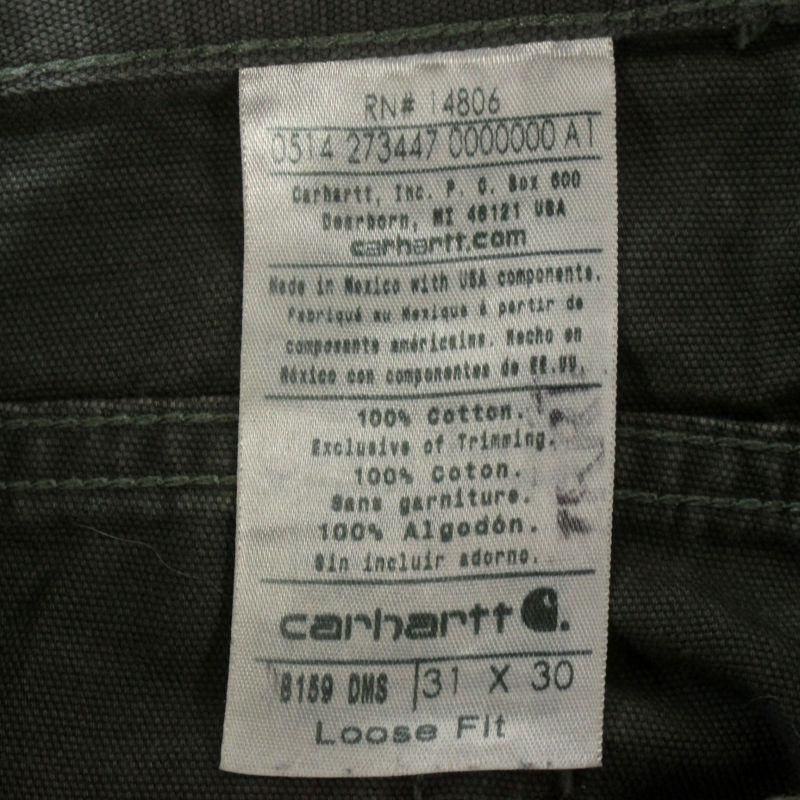 RN# 14806
0514 273447 0000000 A1
Carhartt, Inc. P. O. Box 600
Dearborn, MI 48121 USA
carhartt.com
Made in Mexico with USA components.
Fabriqué au Mexique à partir de
composants américains. Hecho en
México con componentes de EE.UU.
100% Cotton.
Exclusive of Trimming.
100% Coton.
Sans garniture.
100% Algodón.
Sin incluir adorno.
carhartt
B159 DMS 31 X 30
Loose Fit